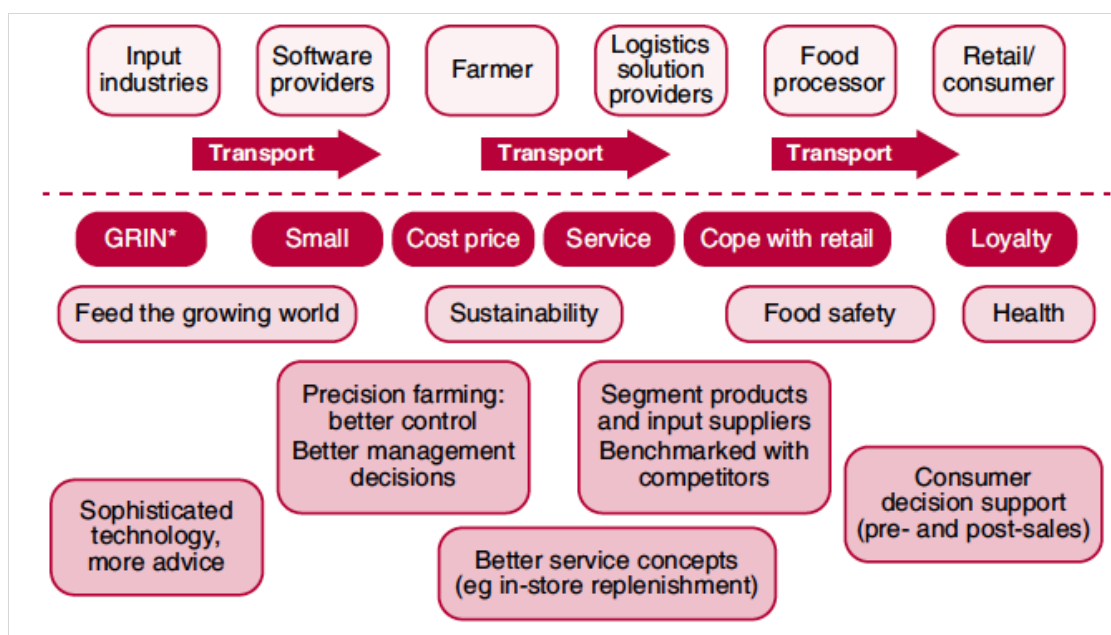 Input
industries
Software
providers
Farmer
Logistics
solution
providers
Food
processor
Retail/
consumer
Transport
Transport
Transport
GRIN*
Small
Cost price
Service
Cope with retail
Loyalty
Feed the growing world
Sustainability
Food safety
Health
Precision farming:
better control
Better management
decisions
Segment products
and input suppliers
Benchmarked with
competitors
Sophisticated
technology,
more advice
Consumer
decision support
(pre- and post-sales)
Better service concepts
(eg in-store replenishment)